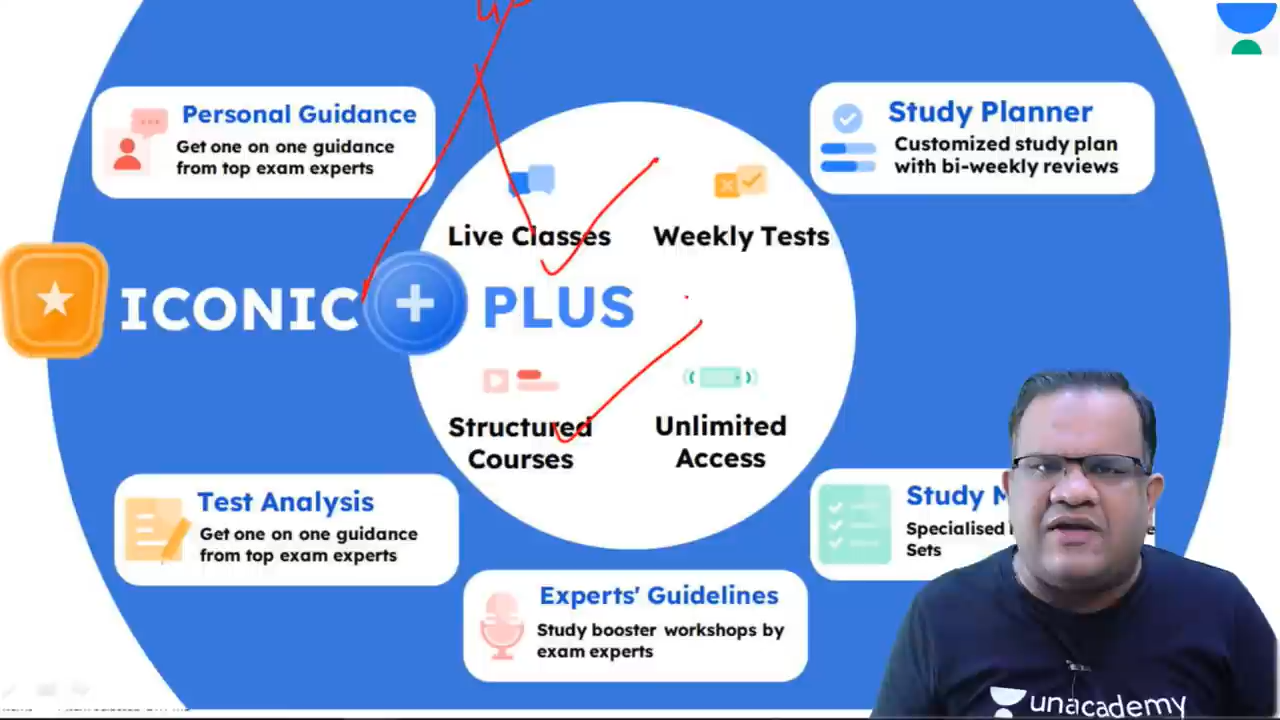 Personal Guidance
Get one on one guidance
from top exam experts
Study Planner
Customized study plan
with bi-weekly reviews
Live Classes
Weekly Tests
ICONIC
PLUS
Structured
Courses
Unlimited
Access
Test Analysis
Get one on one guidance
from top exam experts
Study
Specialised
Sets
Experts' Guidelines
Study booster workshops by
exam experts
unacademy